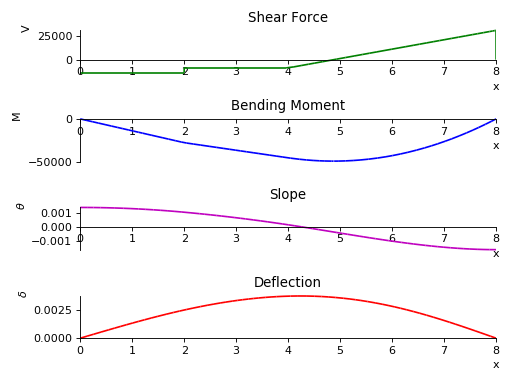 Shear Force
V
25000
0
0 1 2 3 4 5 6 7 8
x
Bending Moment
M
0
0 1 2 3 4 5 6 7 8
x
−50000
Slope
θ
0.001
0.000
0 1 2 3 4 5 6 7 8
−0.001
x
Deflection
δ
0.0025
0.0000
0 1 2 3 4 5 6 7 8
x